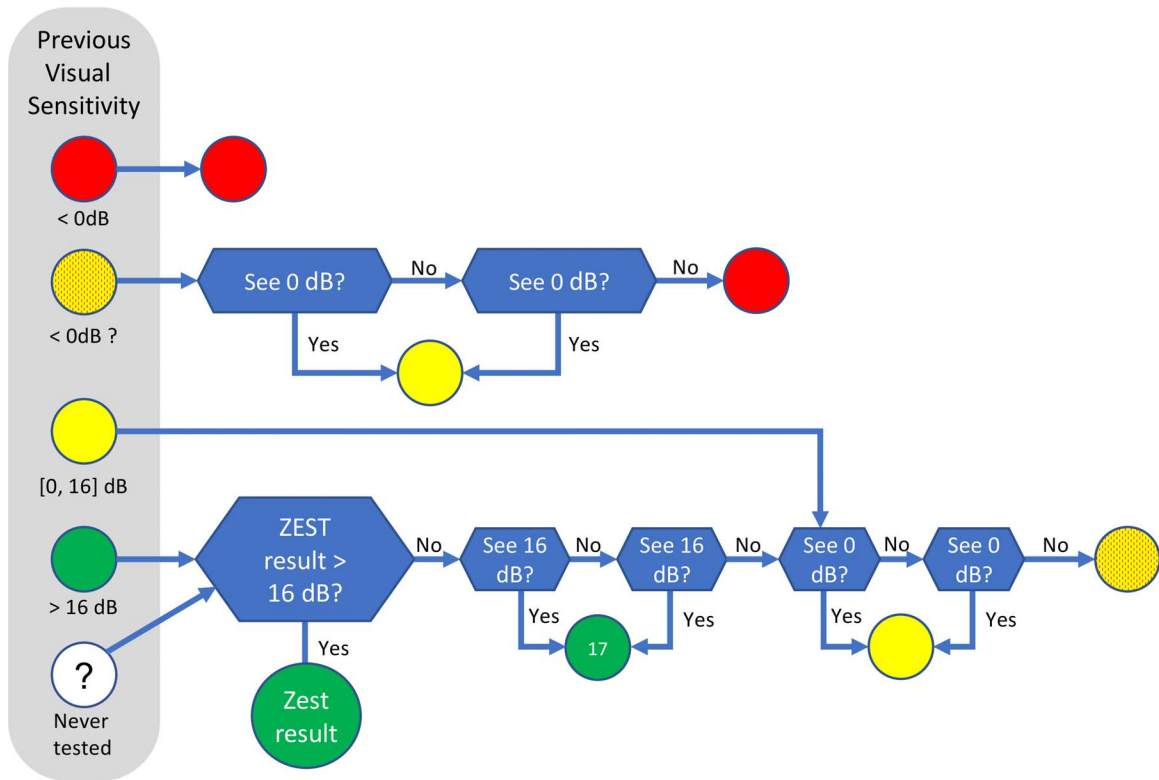 Previous
Visual
Sensitivity
< 0dB
See 0 dB?
No
See 0 dB?
No
< 0dB ?
Yes
Yes
[0, 16] dB
ZEST
result >
16 dB?
No
See 16
dB?
No
See 16
dB?
No
See 0
dB?
No
See 0
dB?
No
> 16 dB
Yes
Yes
Yes
Yes
Yes
17
?
Never
tested
Zest
result